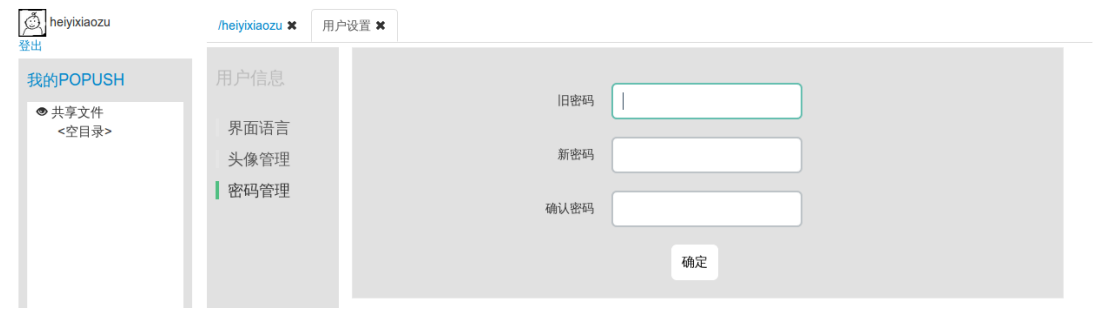 heiyixiaozu
登出
我的POPUSH
共享文件
<空目录>
/heiyixiaozu ✖ 用户设置 ✖
用户信息
界面语言
头像管理
密码管理
旧密码
新密码
确认密码
确定